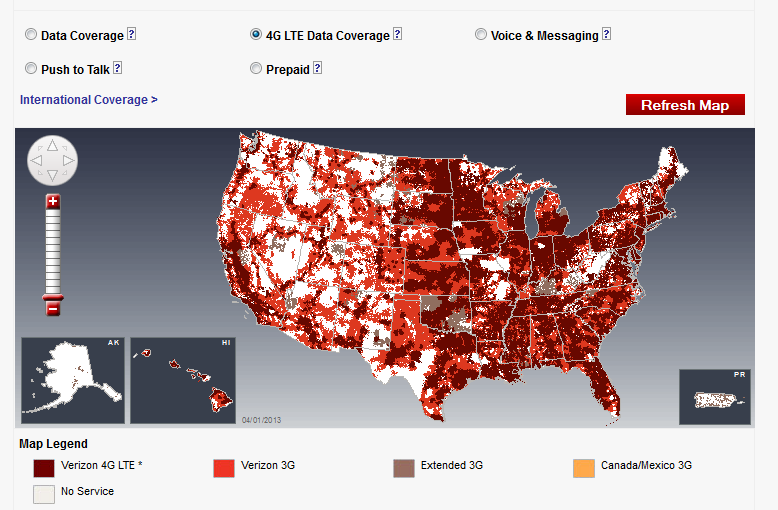 Data Coverage ? 4G LTE Data Coverage ? Voice & Messaging ?
Push to Talk ? Prepaid ?
International Coverage > Refresh Map
AK HI PR
04/01/2013
Map Legend
Verizon 4G LTE * Verizon 3G Extended 3G Canada/Mexico 3G
No Service